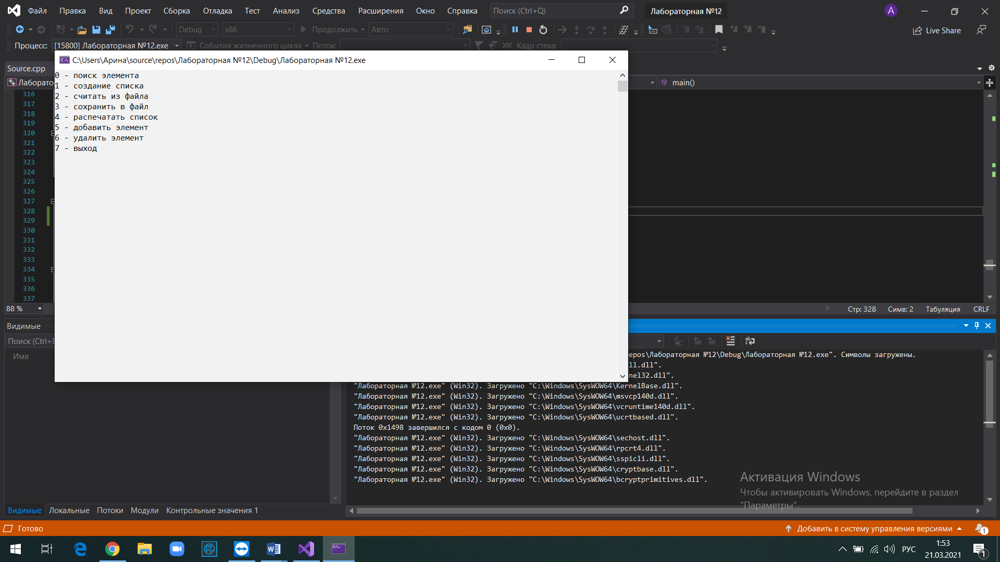 Файл Правка Вид Проект Сборка Отладка Тест Анализ Средства Расширения Окно Справка Поиск (Ctrl+Q) Лабораторная №12 А
Debug x86 Продолжить Авто Live Share
Процесс: [15800] Лабораторная №12.exe События жизненного цикла Поток: Кадр стека:
C:\Users\Арина\source\repos\Лабораторная №12\Debug\Лабораторная №12.exe
Source.cpp
Лаборато
main()
0 - поиск элемента
1 - создание списка
2 - считать из файла
3 - сохранить в файл
4 - распечатать список
5 - добавить элемент
6 - удалить элемент
7 - выход
316
317
318
319
320
321
322
323
324
325
326
327
328
329
330
331
332
333
334
335
336
337
88 %
Стр: 328 Симв: 2 Табуляция CRLF
Видимые
Поиск (Ctrl+E
Имя
epos\Лабораторная №12\Debug\Лабораторная №12.exe". Символы загружены.
ll.dll".
nel32.dll".
"Лабораторная №12.exe" (Win32). Загружено "C:\Windows\SysWOW64\KernelBase.dll".
"Лабораторная №12.exe" (Win32). Загружено "C:\Windows\SysWOW64\msvcp140d.dll".
"Лабораторная №12.exe" (Win32). Загружено "C:\Windows\SysWOW64\vcruntime140d.dll".
"Лабораторная №12.exe" (Win32). Загружено "C:\Windows\SysWOW64\ucrtbased.dll".
Поток 0x1498 завершился с кодом 0 (0x0).
"Лабораторная №12.exe" (Win32). Загружено "C:\Windows\SysWOW64\sechost.dll".
"Лабораторная №12.exe" (Win32). Загружено "C:\Windows\SysWOW64\rpcrt4.dll".
"Лабораторная №12.exe" (Win32). Загружено "C:\Windows\SysWOW64\sspicli.dll".
"Лабораторная №12.exe" (Win32). Загружено "C:\Windows\SysWOW64\cryptbase.dll".
"Лабораторная №12.exe" (Win32). Загружено "C:\Windows\SysWOW64\bcryptprimitives.dll".
Активация Windows
Чтобы активировать Windows, перейдите в раздел
"Параметры".
Видимые Локальные Потоки Модули Контрольные значения 1
Готово
Добавить в систему управления версиями 1
РУС 1:53
21.03.2021 1